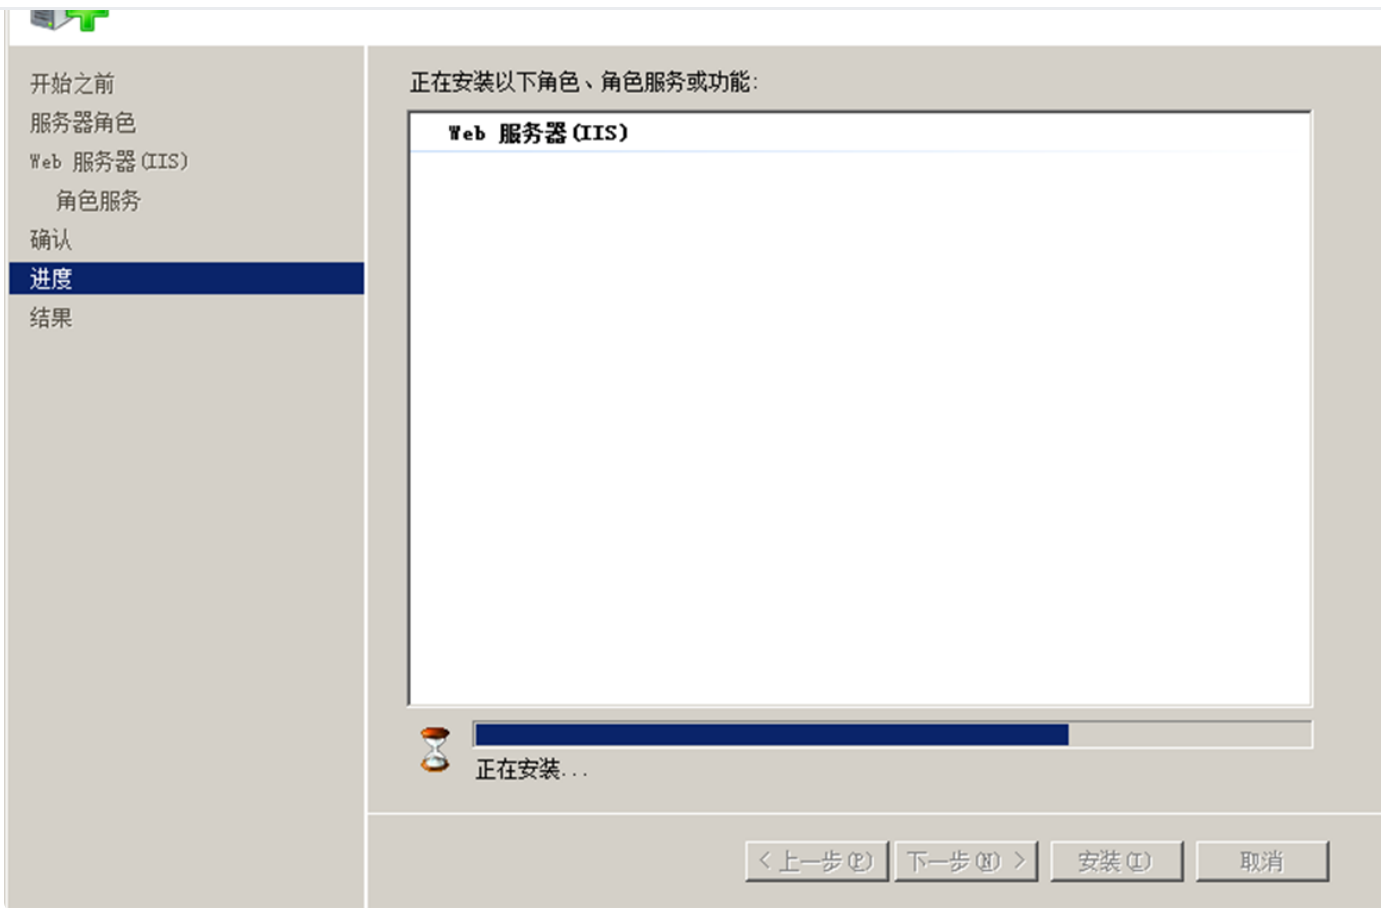 开始之前
服务器角色
Web 服务器(IIS)
角色服务
确认
进度
结果
正在安装以下角色、角色服务或功能:
Web 服务器(IIS)
正在安装...
< 上一步(P)
下一步(N) >
安装(I)
取消